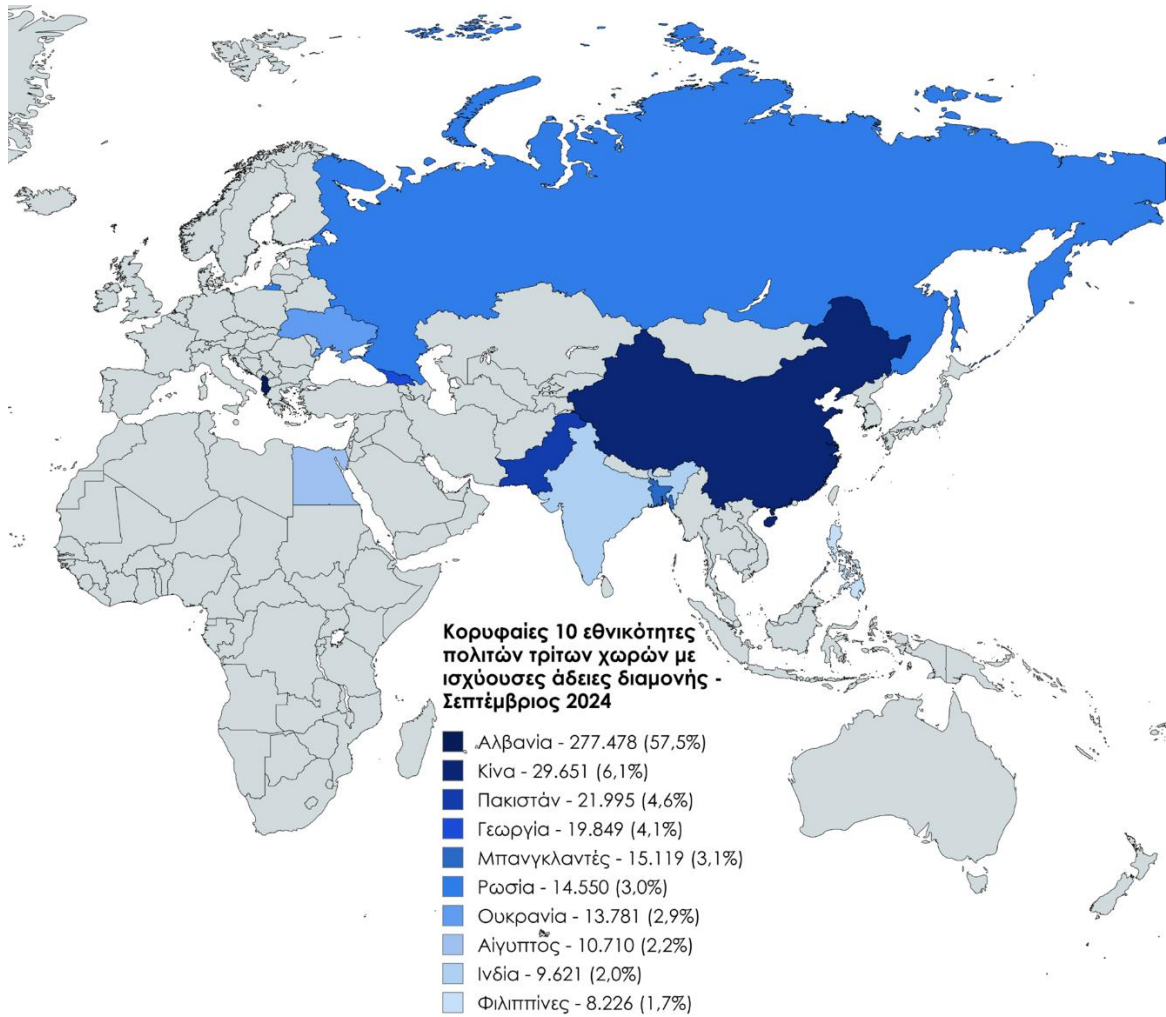 Κορυφαίες 10 εθνικότητες
πολιτών τρίτων χωρών με
ισχύουσες άδειες διαμονής -
Σεπτέμβριος 2024
Αλβανία - 277.478 (57,5%)
Κίνα - 29.651 (6,1%)
Πακιστάν - 21.995 (4,6%)
Γεωργία - 19.849 (4,1%)
Μπανγκλαντές - 15.119 (3,1%)
Ρωσία - 14.550 (3,0%)
Ουκρανία - 13.781 (2,9%)
Αίγυπτος - 10.710 (2,2%)
Ινδία - 9.621 (2,0%)
Φιλιππίνες - 8.226 (1,7%)